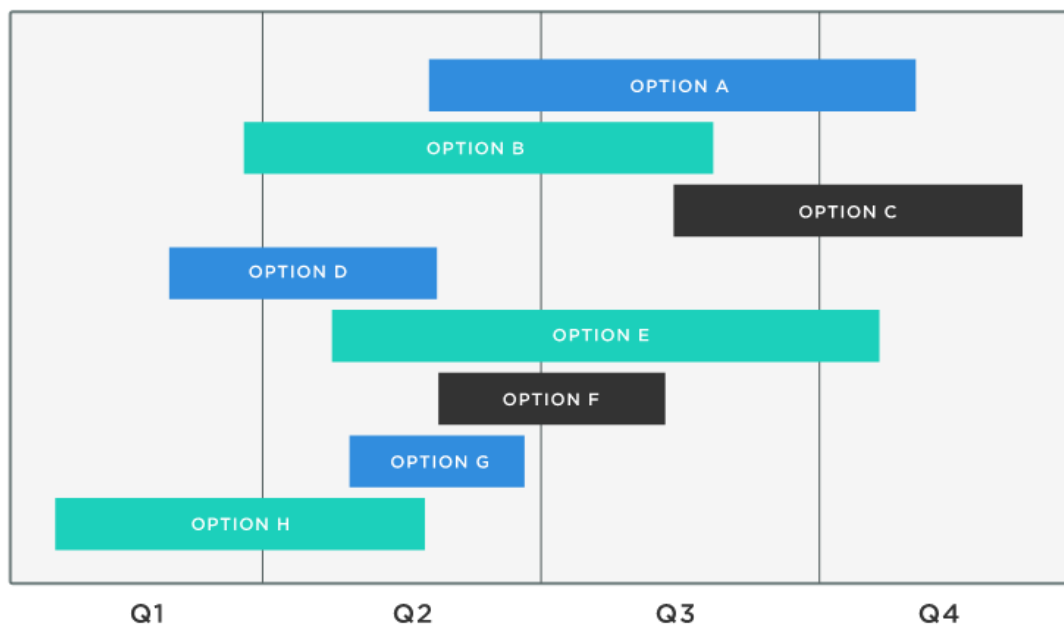 OPTION A
OPTION B
OPTION C
OPTION D
OPTION E
OPTION F
OPTION G
OPTION H
Q1 Q2 Q3 Q4